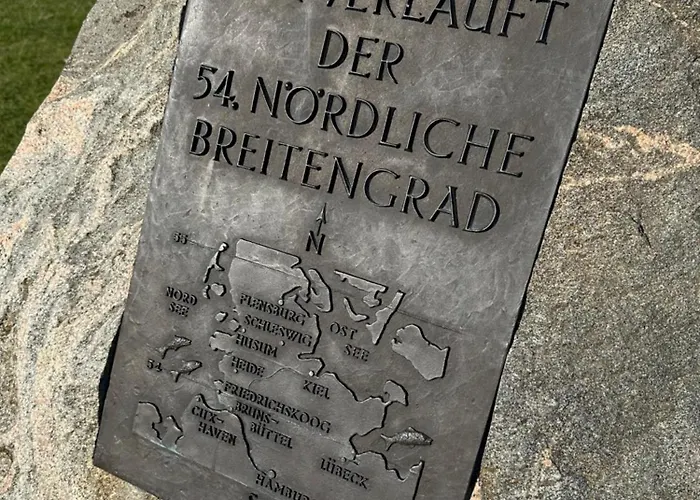 VERLÄUFT
DER
54. NÖRDLICHE
BREITENGRAD
N
55
NORD
SEE
FLENSBURG
SCHLESWIG
OST
SEE
HUSUM
HEIDE
54
KIEL
FRIEDRICHSKOOG
BRUNS-
BÜTTEL
CUX-
HAVEN
LÜBECK
HAMBURG
S